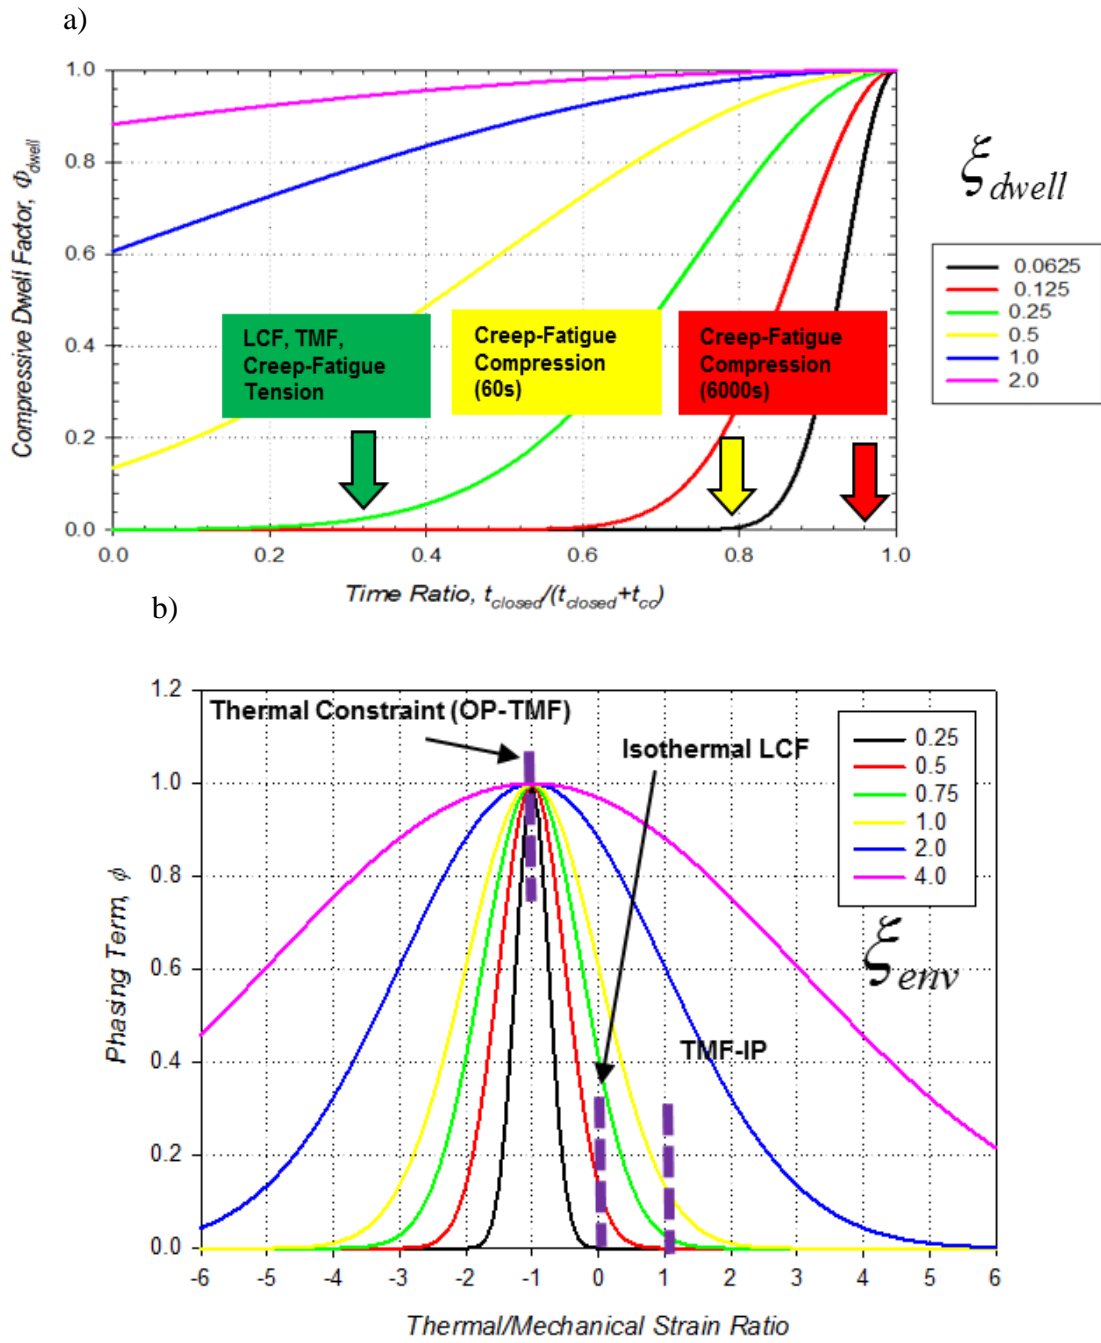 a)
1.0
0.8
0.6
0.4
0.2
0.0
Compressive Dwell Factor, Φdwell
LCF, TMF,
Creep-Fatigue
Tension
Creep-Fatigue
Compression
(60s)
Creep-Fatigue
Compression
(6000s)
0.0 0.2 0.4 0.6 0.8 1.0
Time Ratio, tclosed/(tclosed+tco)
ξdwell
0.0625
0.125
0.25
0.5
1.0
2.0
b)
1.2
1.0
0.8
0.6
0.4
0.2
0.0
Phasing Term, ϕ
Thermal Constraint (OP-TMF)
Isothermal LCF
TMF-IP
0.25
0.5
0.75
1.0
2.0
4.0
ξenv
-6 -5 -4 -3 -2 -1 0 1 2 3 4 5 6
Thermal/Mechanical Strain Ratio